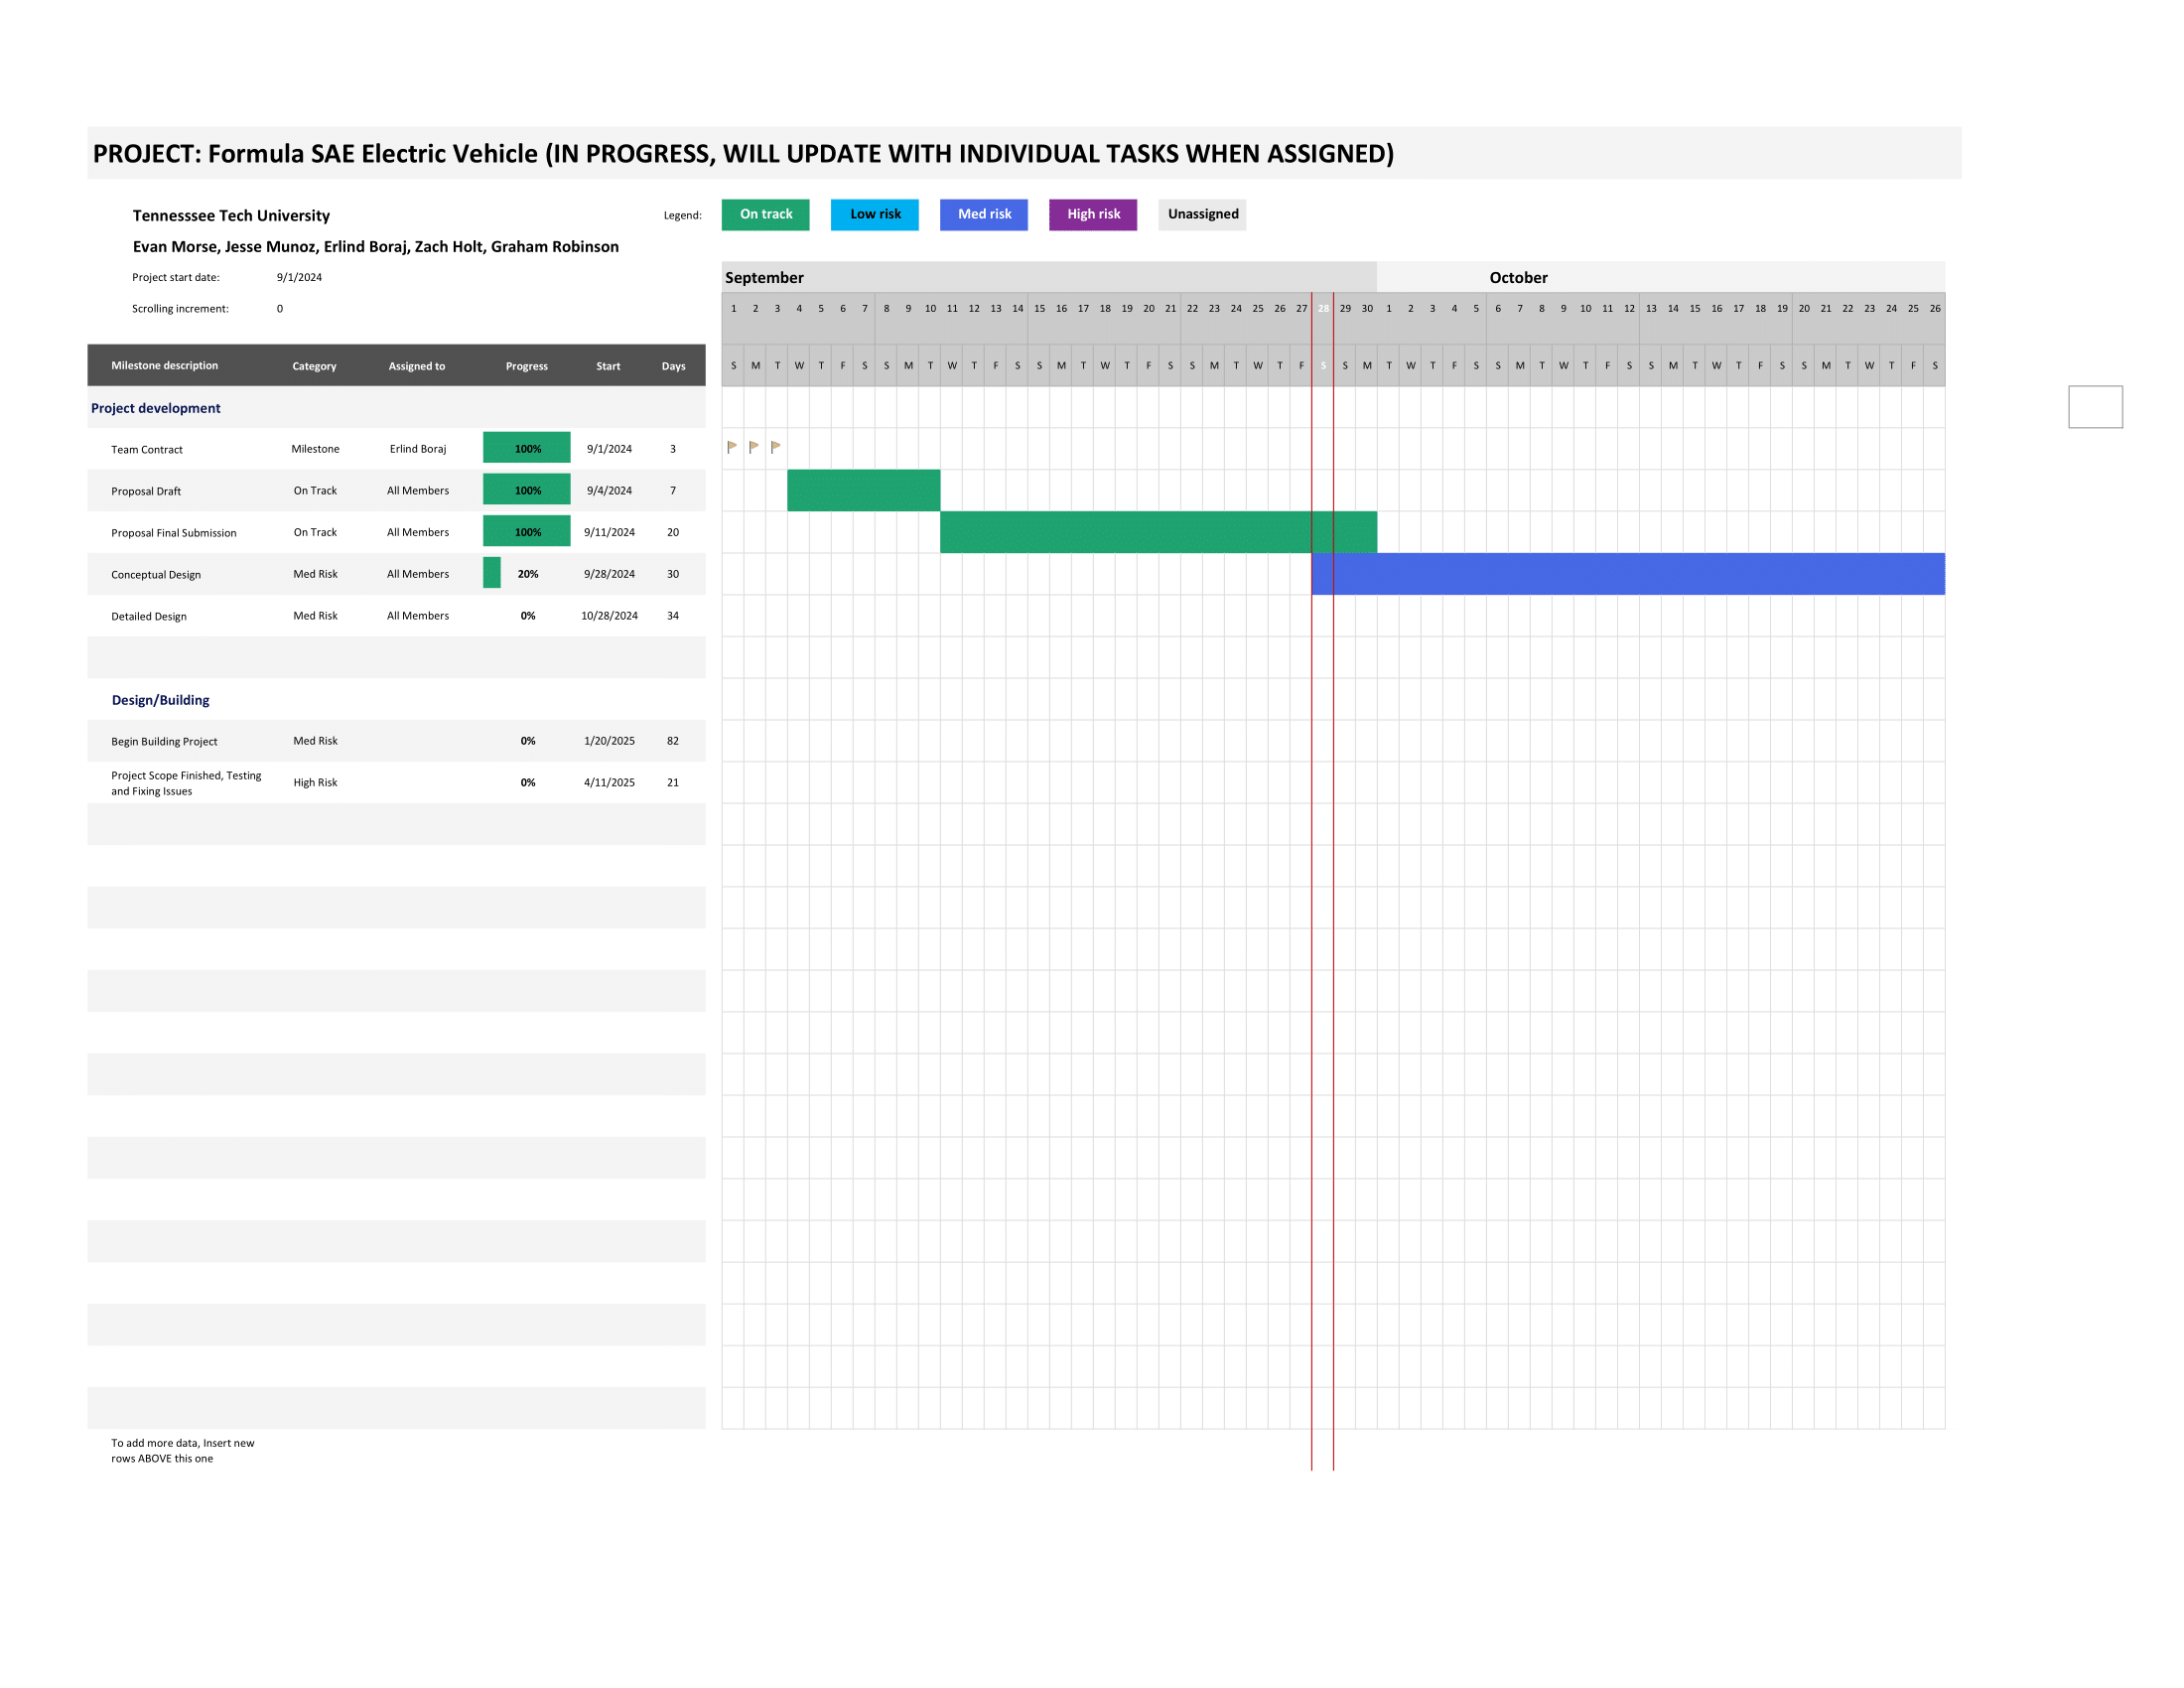 PROJECT: Formula SAE Electric Vehicle (IN PROGRESS, WILL UPDATE WITH INDIVIDUAL TASKS WHEN ASSIGNED)
Tennesssee Tech University
Legend: On track Low risk Med risk High risk Unassigned
Evan Morse, Jesse Munoz, Erlind Boraj, Zach Holt, Graham Robinson
Project start date: 9/1/2024
September October
Scrolling increment: 0
1 2 3 4 5 6 7 8 9 10 11 12 13 14 15 16 17 18 19 20 21 22 23 24 25 26 27 28 29 30 1 2 3 4 5 6 7 8 9 10 11 12 13 14 15 16 17 18 19 20 21 22 23 24 25 26
Milestone description Category Assigned to Progress Start Days
S M T W T F S S M T W T F S S M T W T F S S M T W T F S S M T W T F S S M T W T F S S M T W T F S S M T W T F S
Project development
Team Contract Milestone Erlind Boraj 100% 9/1/2024 3
Proposal Draft On Track All Members 100% 9/4/2024 7
Proposal Final Submission On Track All Members 100% 9/11/2024 20
Conceptual Design Med Risk All Members 20% 9/28/2024 30
Detailed Design Med Risk All Members 0% 10/28/2024 34
Design/Building
Begin Building Project Med Risk 0% 1/20/2025 82
Project Scope Finished, Testing
and Fixing Issues High Risk 0% 4/11/2025 21
To add more data, Insert new
rows ABOVE this one